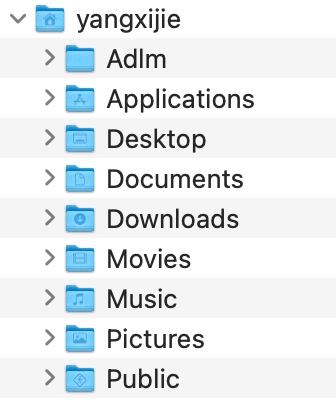 yangxijie
Adlm
Applications
Desktop
Documents
Downloads
Movies
Music
Pictures
Public